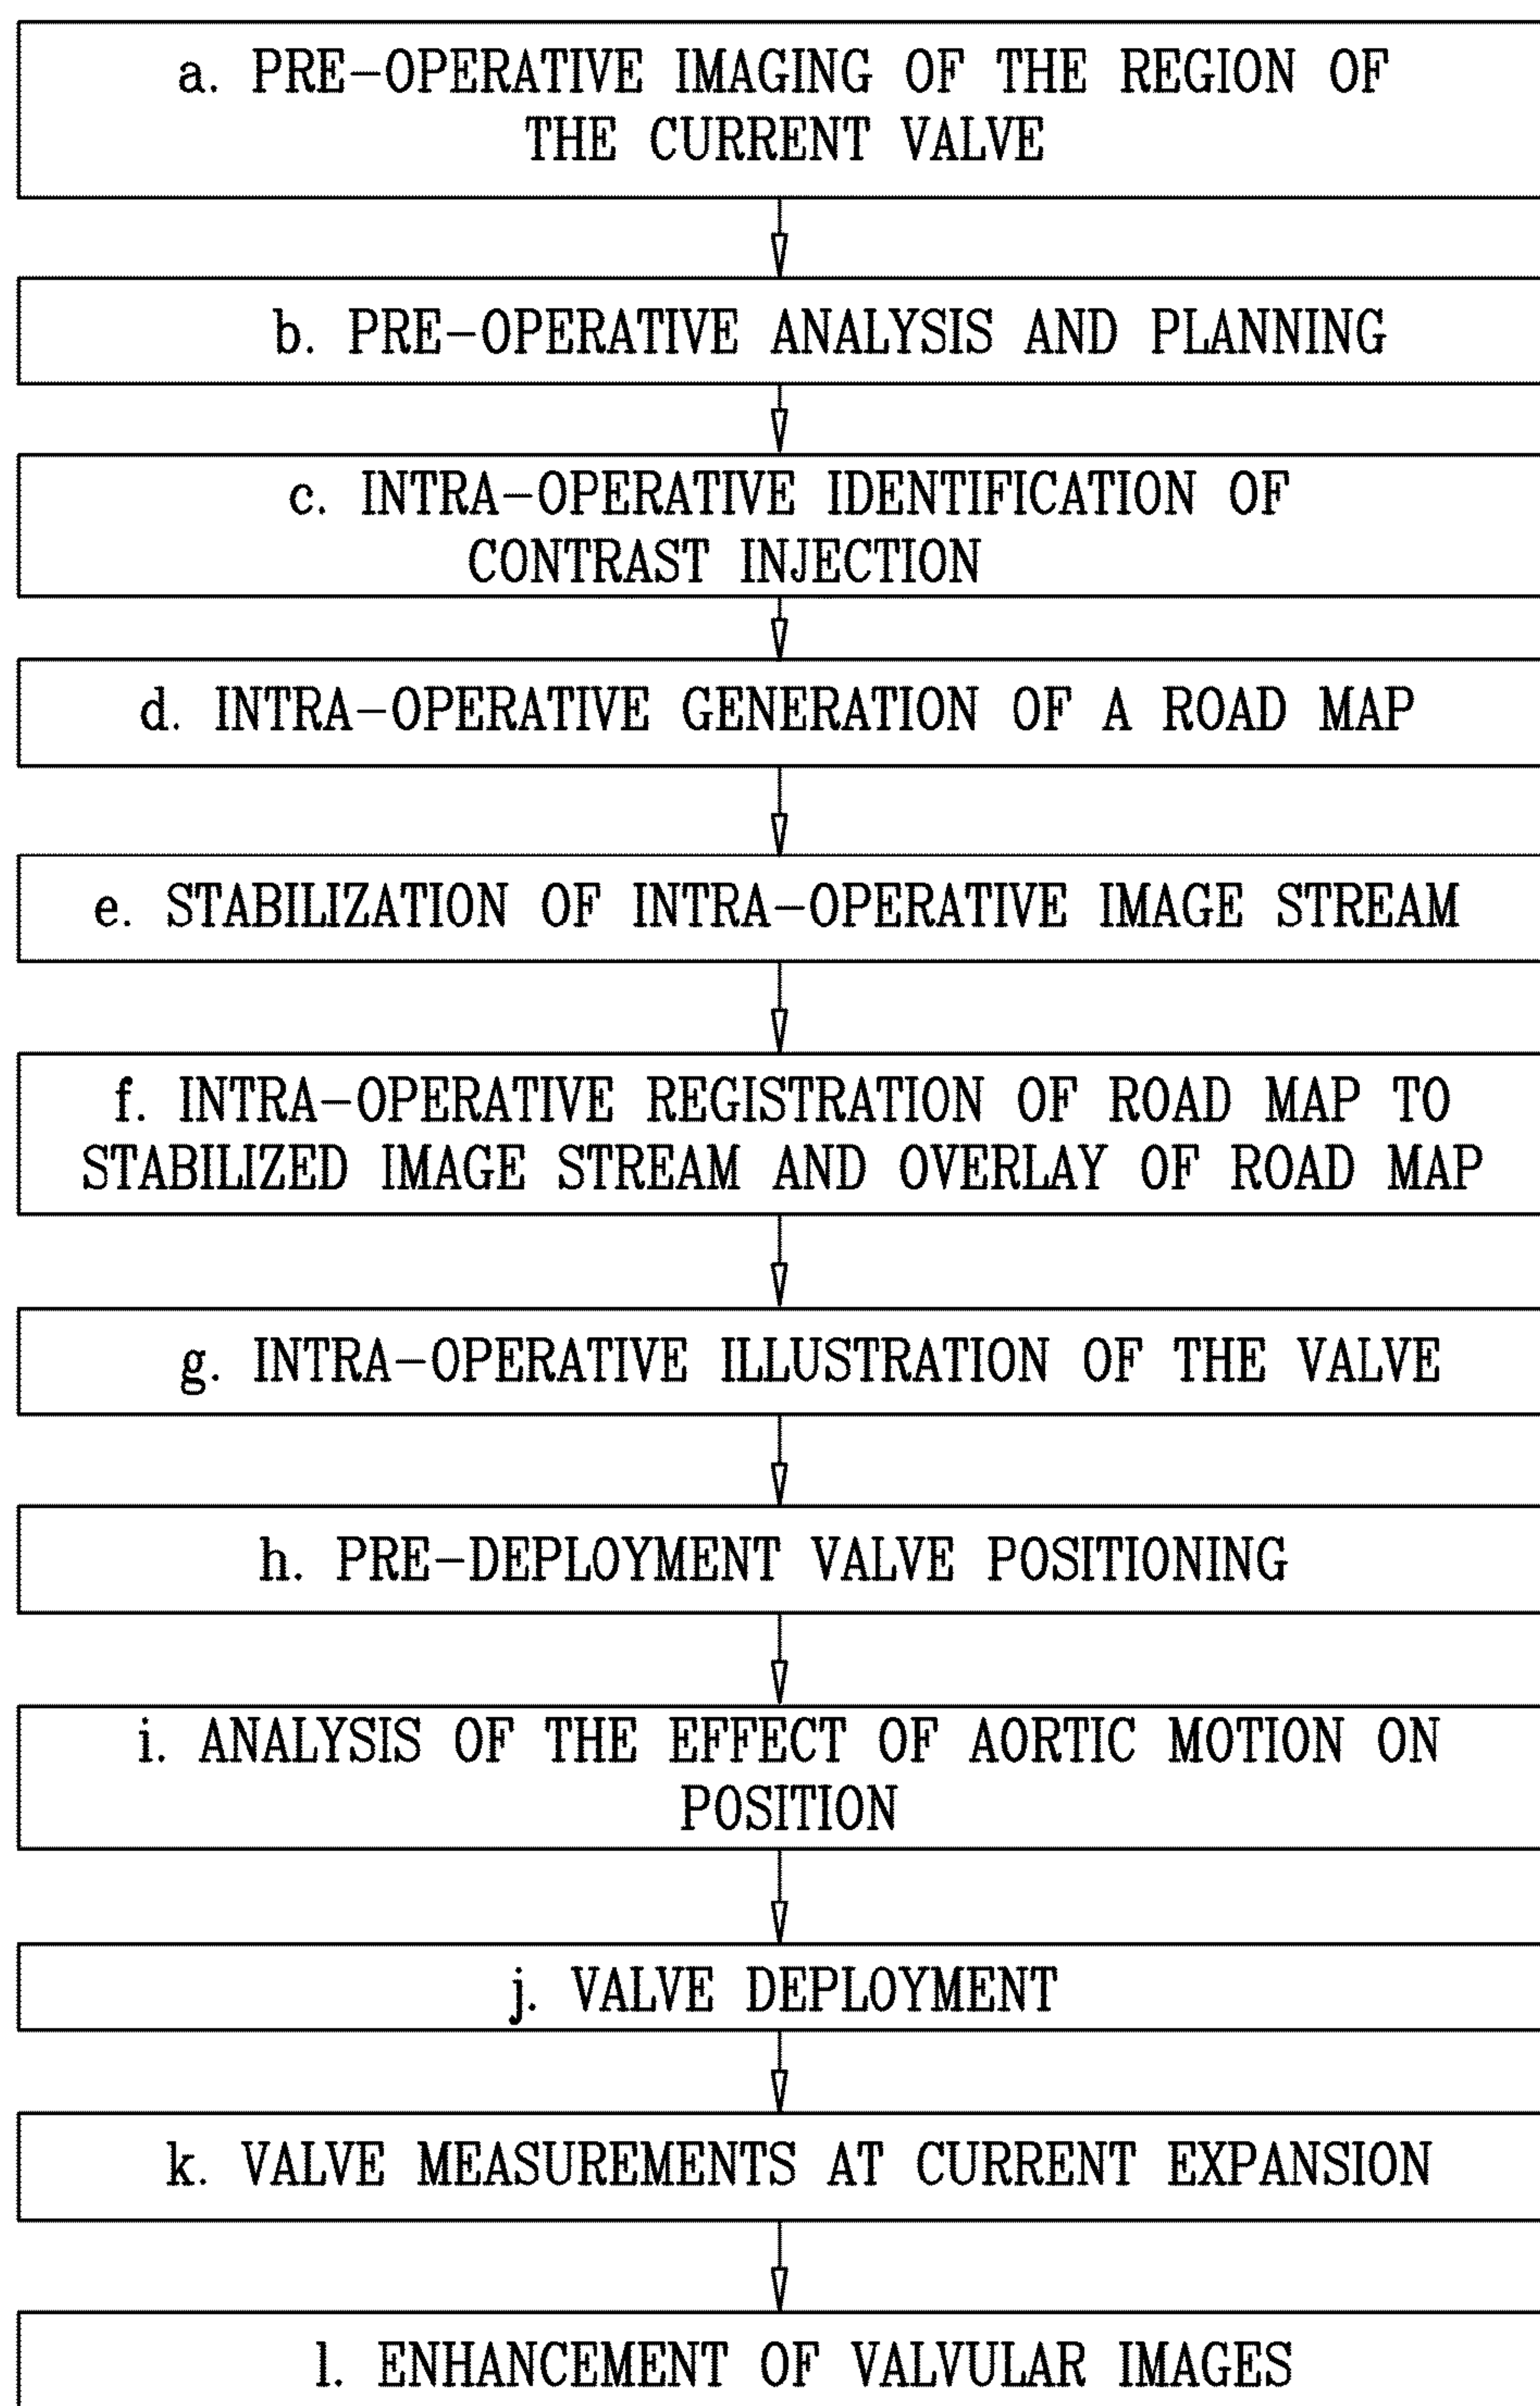 a. PRE-OPERATIVE IMAGING OF THE REGION OF
THE CURRENT VALVE
b. PRE-OPERATIVE ANALYSIS AND PLANNING
c. INTRA-OPERATIVE IDENTIFICATION OF
CONTRAST INJECTION
d. INTRA-OPERATIVE GENERATION OF A ROAD MAP
e. STABILIZATION OF INTRA-OPERATIVE IMAGE STREAM
f. INTRA-OPERATIVE REGISTRATION OF ROAD MAP TO
STABILIZED IMAGE STREAM AND OVERLAY OF ROAD MAP
g. INTRA-OPERATIVE ILLUSTRATION OF THE VALVE
h. PRE-DEPLOYMENT VALVE POSITIONING
i. ANALYSIS OF THE EFFECT OF AORTIC MOTION ON
POSITION
j. VALVE DEPLOYMENT
k. VALVE MEASUREMENTS AT CURRENT EXPANSION
l. ENHANCEMENT OF VALVULAR IMAGES